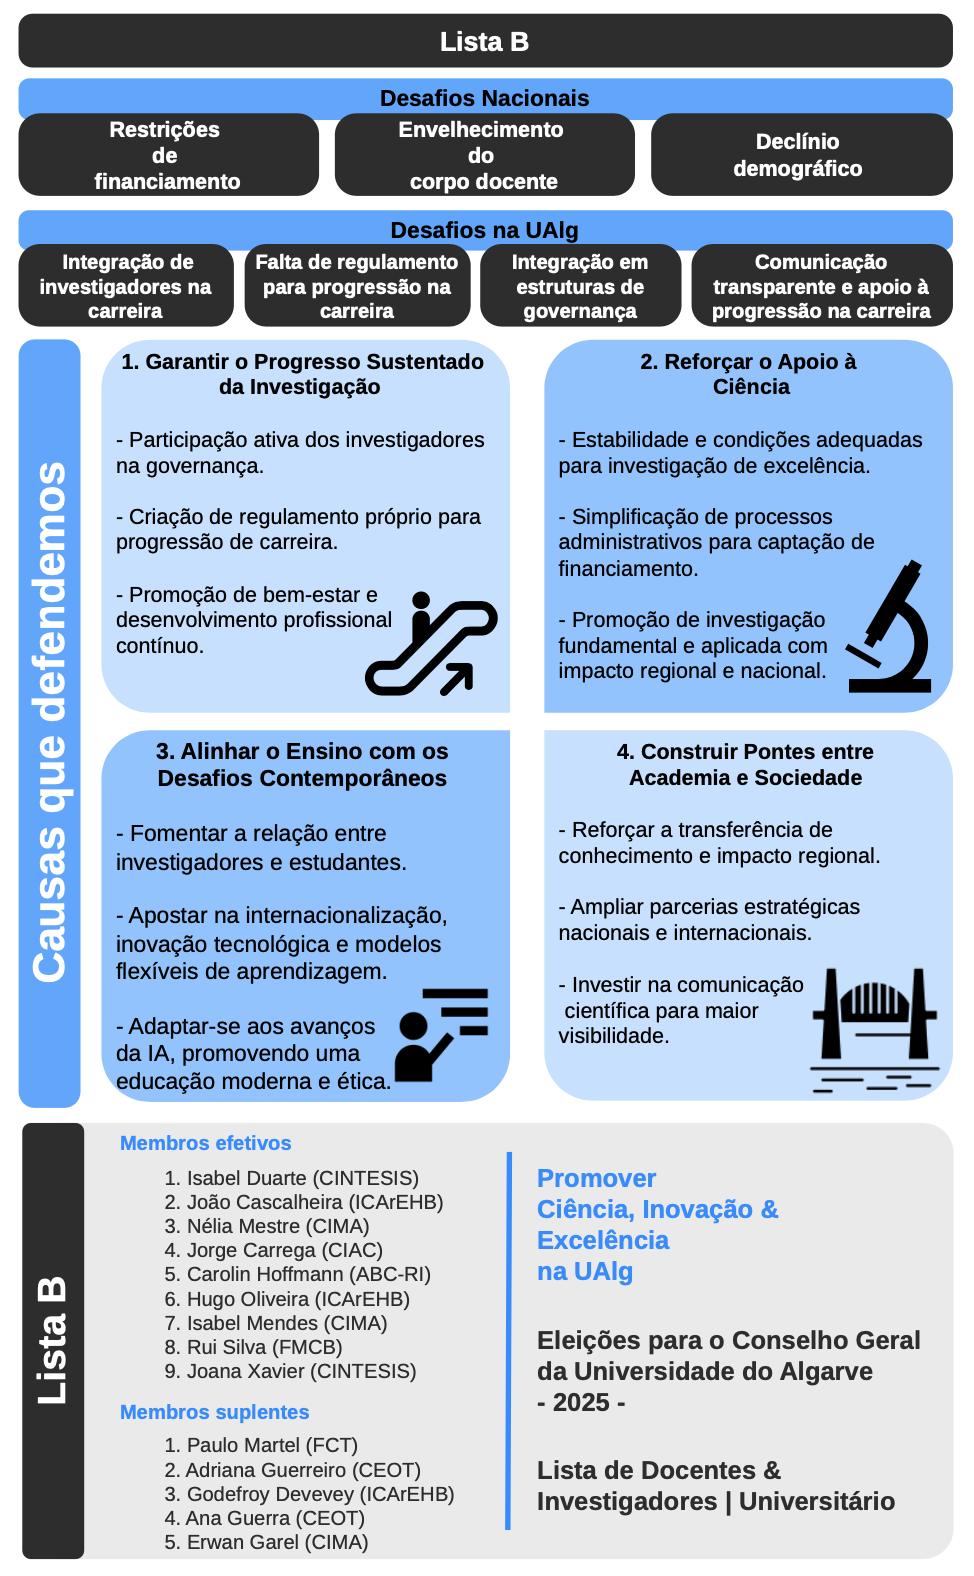 Lista B
Desafios Nacionais
Restrições
de
financiamento
Envelhecimento
do
corpo docente
Declínio
demográfico
Desafios na UAlg
Integração de
investigadores na
carreira
Falta de regulamento
para progressão na
carreira
Integração em
estruturas de
governança
Comunicação
transparente e apoio à
progressão na carreira
Causas que defendemos
1. Garantir o Progresso Sustentado
da Investigação
- Participação ativa dos investigadores
na governança.
- Criação de regulamento próprio para
progressão de carreira.
- Promoção de bem-estar e
desenvolvimento profissional
contínuo.
2. Reforçar o Apoio à
Ciência
- Estabilidade e condições adequadas
para investigação de excelência.
- Simplificação de processos
administrativos para captação de
financiamento.
- Promoção de investigação
fundamental e aplicada com
impacto regional e nacional.
3. Alinhar o Ensino com os
Desafios Contemporâneos
- Fomentar a relação entre
investigadores e estudantes.
- Apostar na internacionalização,
inovação tecnológica e modelos
flexíveis de aprendizagem.
- Adaptar-se aos avanços
da IA, promovendo uma
educação moderna e ética.
4. Construir Pontes entre
Academia e Sociedade
- Reforçar a transferência de
conhecimento e impacto regional.
- Ampliar parcerias estratégicas
nacionais e internacionais.
- Investir na comunicação
científica para maior
visibilidade.
Lista B
Membros efetivos
1. Isabel Duarte (CINTESIS)
2. João Cascalheira (ICArEHB)
3. Nélia Mestre (CIMA)
4. Jorge Carrega (CIAC)
5. Carolin Hoffmann (ABC-RI)
6. Hugo Oliveira (ICArEHB)
7. Isabel Mendes (CIMA)
8. Rui Silva (FMCB)
9. Joana Xavier (CINTESIS)
Membros suplentes
1. Paulo Martel (FCT)
2. Adriana Guerreiro (CEOT)
3. Godefroy Devevey (ICArEHB)
4. Ana Guerra (CEOT)
5. Erwan Garel (CIMA)
Promover
Ciência, Inovação &
Excelência
na UAlg
Eleições para o Conselho Geral
da Universidade do Algarve
- 2025 -
Lista de Docentes &
Investigadores | Universitário